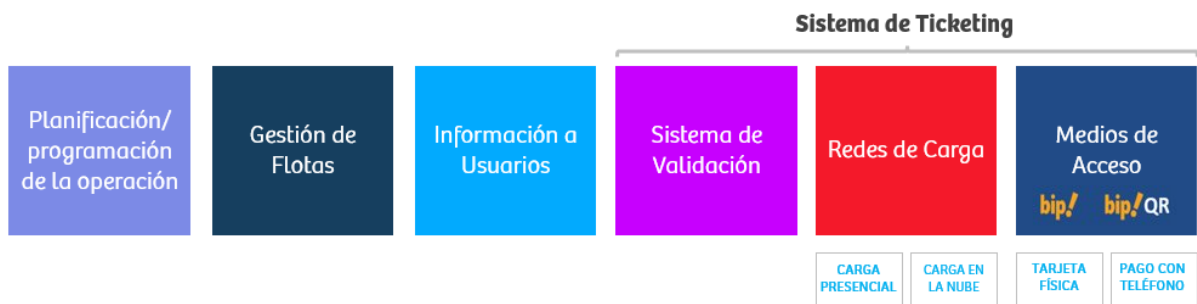 Sistema de Ticketing
Planificación/
programación
de la operación
Gestión de
Flotas
Información a
Usuarios
Sistema de
Validación
Redes de Carga
Medios de
Acceso
bip! bip!QR
CARGA
PRESENCIAL
CARGA EN
LA NUBE
TARJETA
FÍSICA
PAGO CON
TELÉFONO